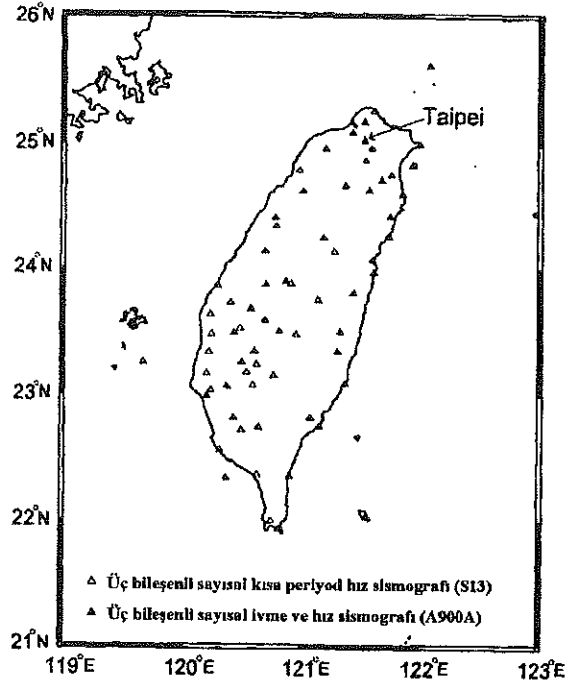 26°N
25°N
Taipei
24°N
23°N
22°N
Üç bileşenli sayısal kısa periyod hız sismografı (S13)
Üç bileşenli sayısal ivme ve hız sismografı (A900A)
21°N
119°E 120°E 121°E 122°E 123°E